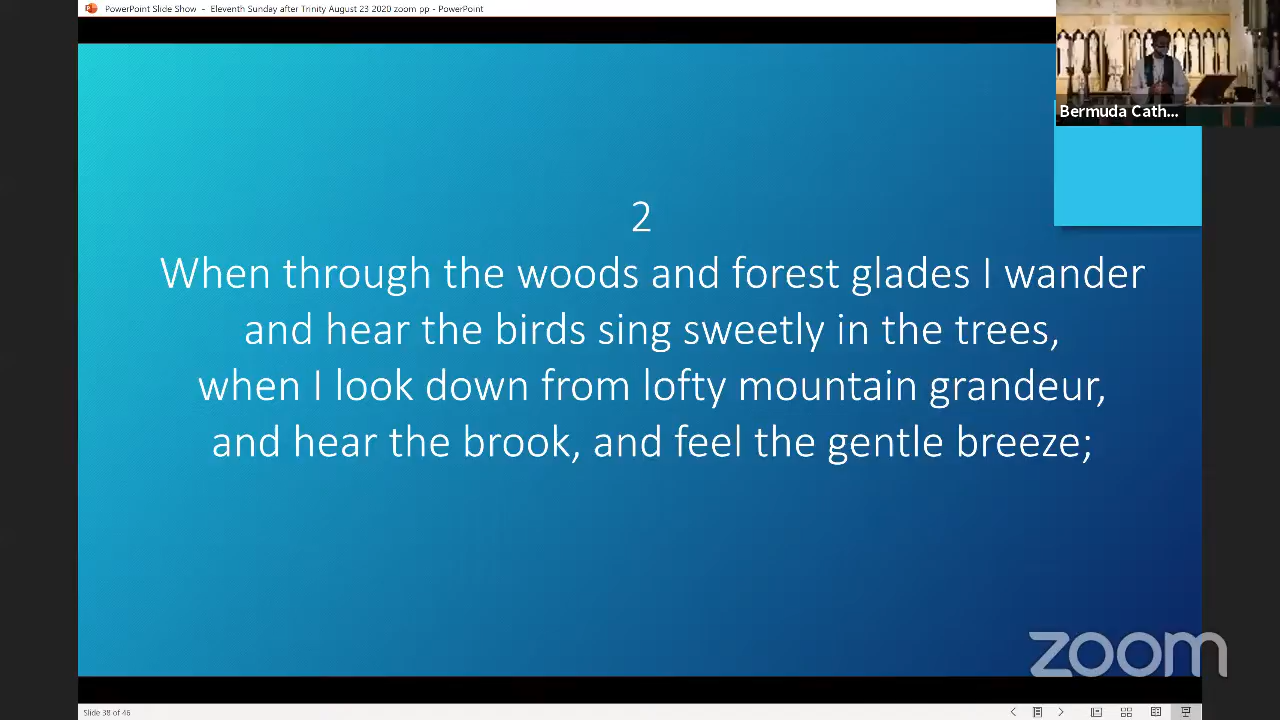 PowerPoint Slide Show - Eleventh Sunday after Trinity August 23 2020 zoom pp - PowerPoint
Bermuda Cath...
2
When through the woods and forest glades I wander
and hear the birds sing sweetly in the trees,
when I look down from lofty mountain grandeur,
and hear the brook, and feel the gentle breeze;
zoom
Slide 38 of 46